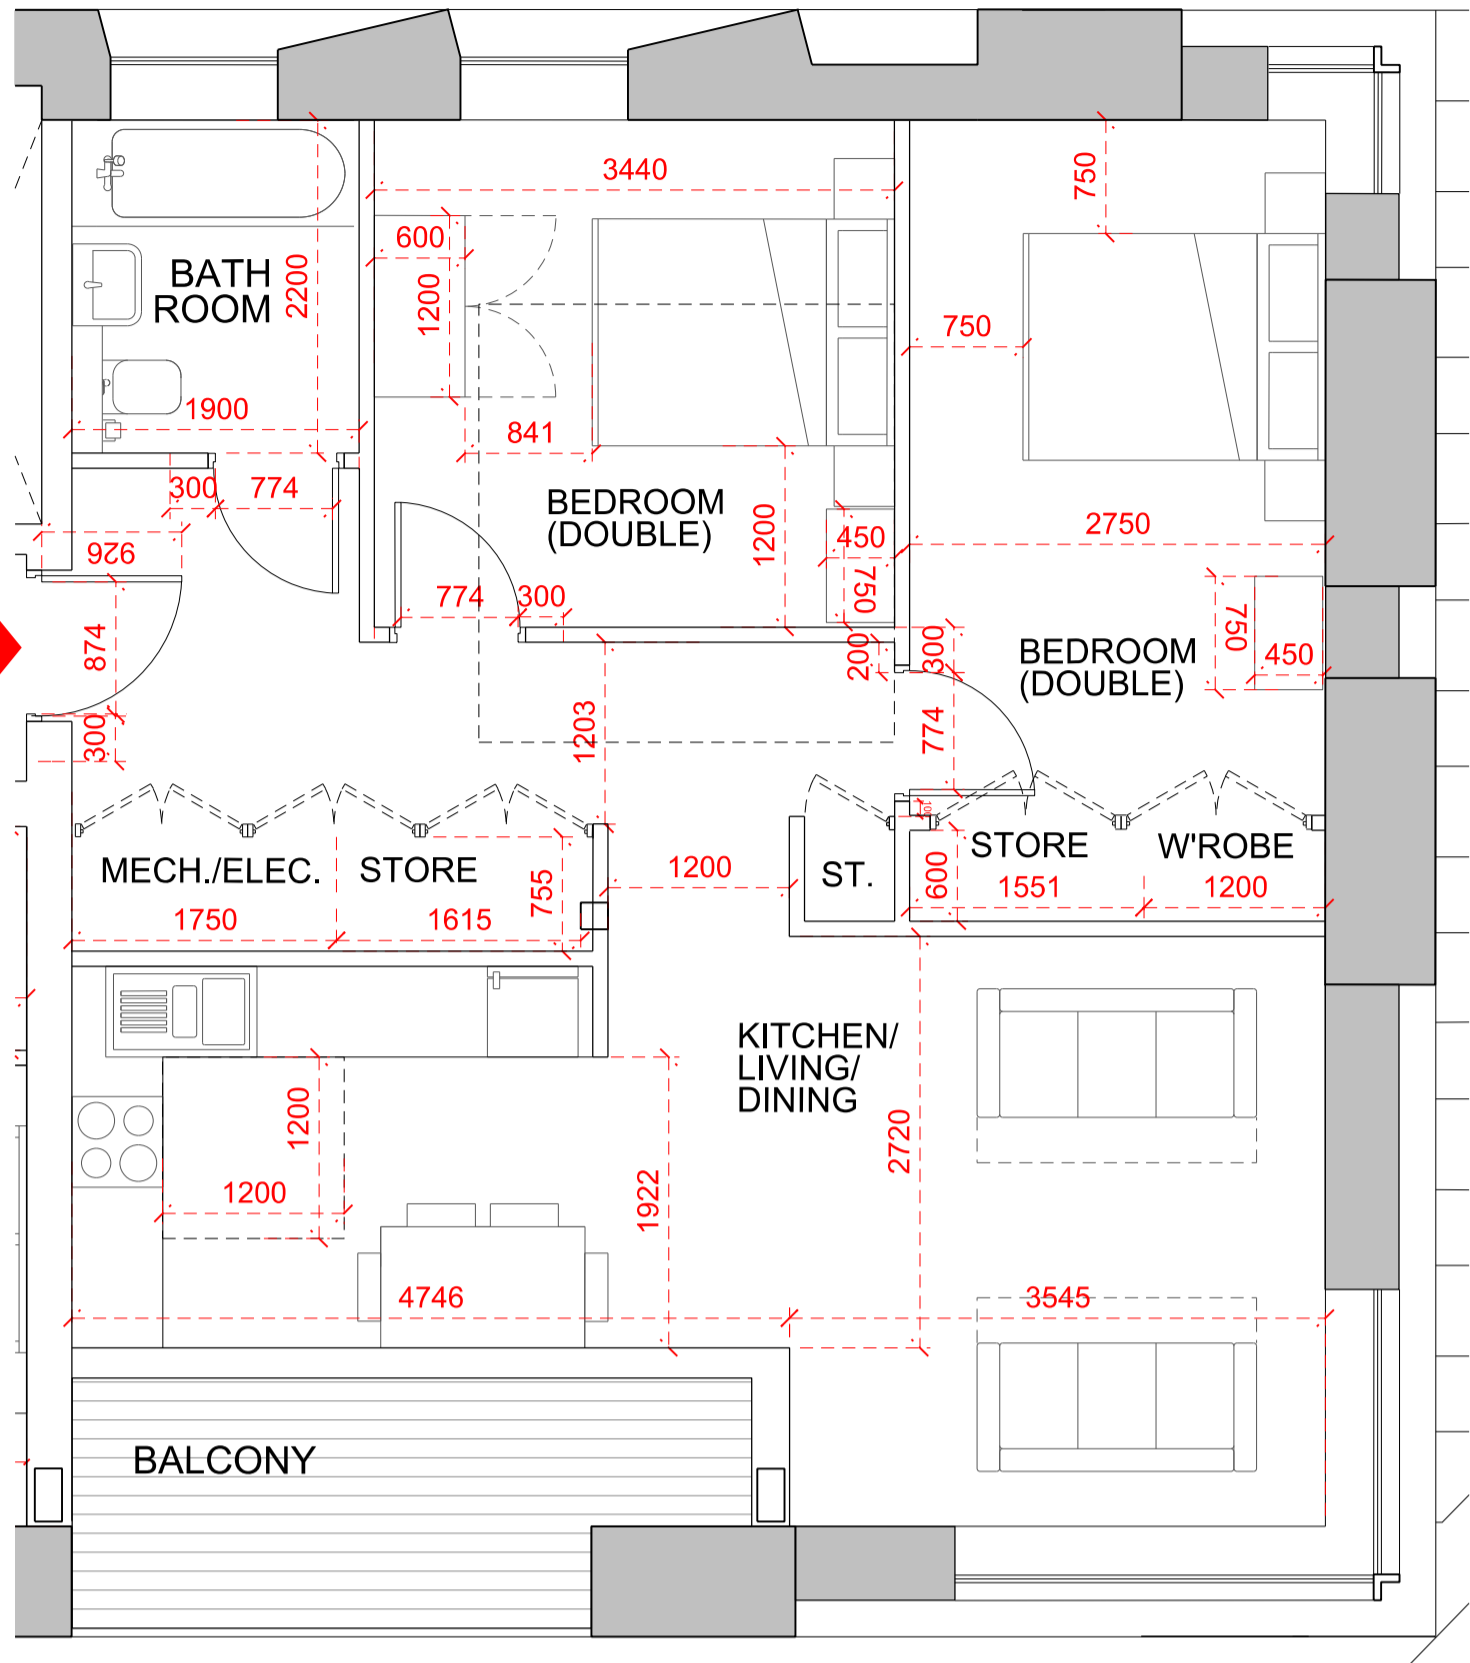 750
3440
600
BATH
ROOM
2200
1200
750
1900
841
300
774
BEDROOM
(DOUBLE)
1200
450
2750
926
774
300
750
874
200
300
BEDROOM
(DOUBLE)
750
450
300
1203
774
100
MECH./ELEC.
STORE
755
1200
ST.
STORE
W'ROBE
600
1551
1200
1750
1615
KITCHEN/
LIVING/
DINING
1200
2720
1200
1922
4746
3545
BALCONY